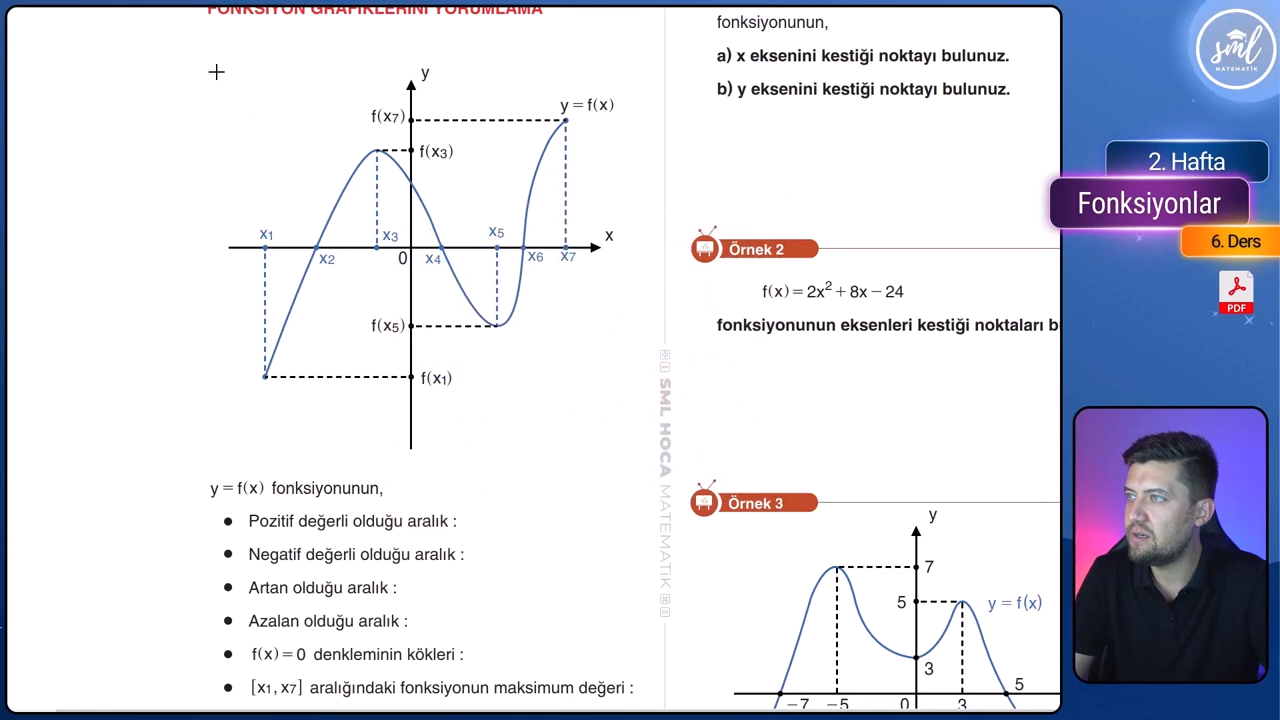 FONKSİYON GRAFİKLERİNİ YORUMLAMA
y
y = f(x)
f(x7)
f(x3)
x1
x3
x5
x
x2
0
x4
x6
x7
f(x5)
f(x1)
y = f(x) fonksiyonunun,
● Pozitif değerli olduğu aralık :
● Negatif değerli olduğu aralık :
● Artan olduğu aralık :
● Azalan olduğu aralık :
● f(x) = 0 denkleminin kökleri :
● [x1, x7] aralığındaki fonksiyonun maksimum değeri :
SML HOCA MATEMATİK
fonksiyonunun,
a) x eksenini kestiği noktayı bulunuz.
b) y eksenini kestiği noktayı bulunuz.
Örnek 2
f(x) = 2x² + 8x − 24
fonksiyonunun eksenleri kestiği noktaları b
Örnek 3
y
7
5
y = f(x)
3
5
−7 −5 0 3
sml
MATEMATİK
2. Hafta
Fonksiyonlar
6. Ders
PDF